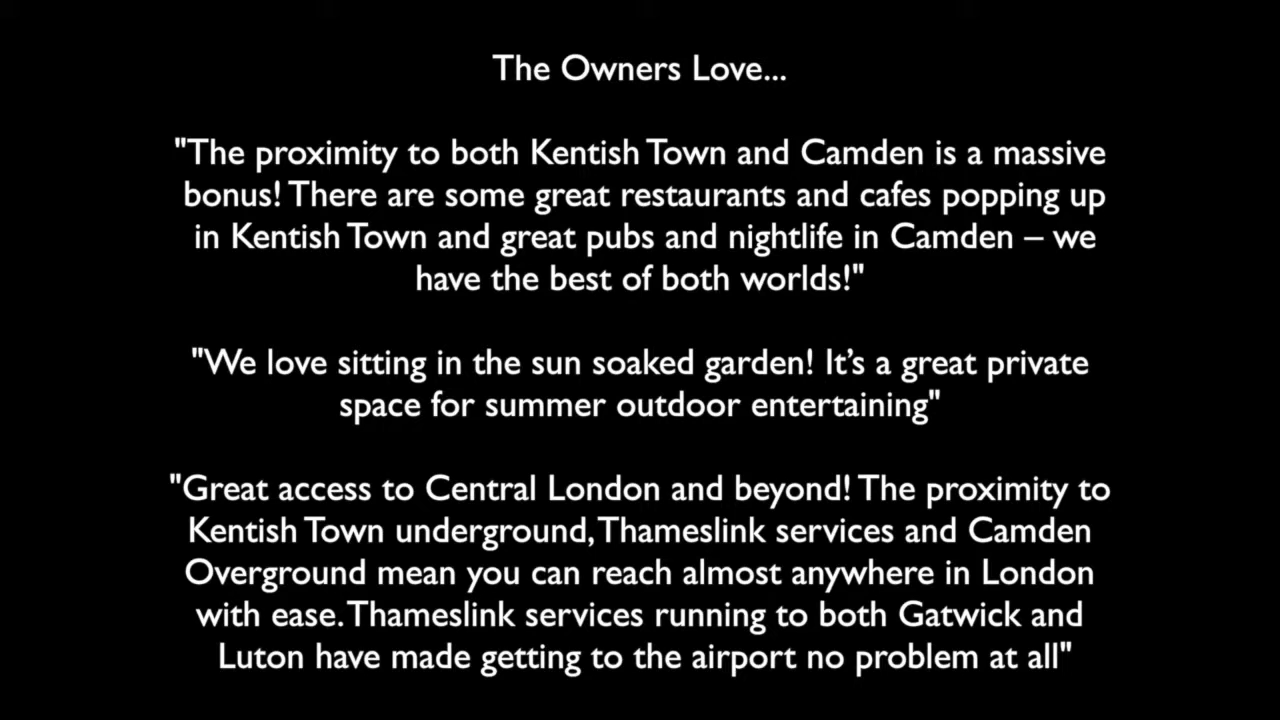 The Owners Love...
"The proximity to both Kentish Town and Camden is a massive
bonus! There are some great restaurants and cafes popping up
in Kentish Town and great pubs and nightlife in Camden – we
have the best of both worlds!"
"We love sitting in the sun soaked garden! It’s a great private
space for summer outdoor entertaining"
"Great access to Central London and beyond! The proximity to
Kentish Town underground, Thameslink services and Camden
Overground mean you can reach almost anywhere in London
with ease. Thameslink services running to both Gatwick and
Luton have made getting to the airport no problem at all"